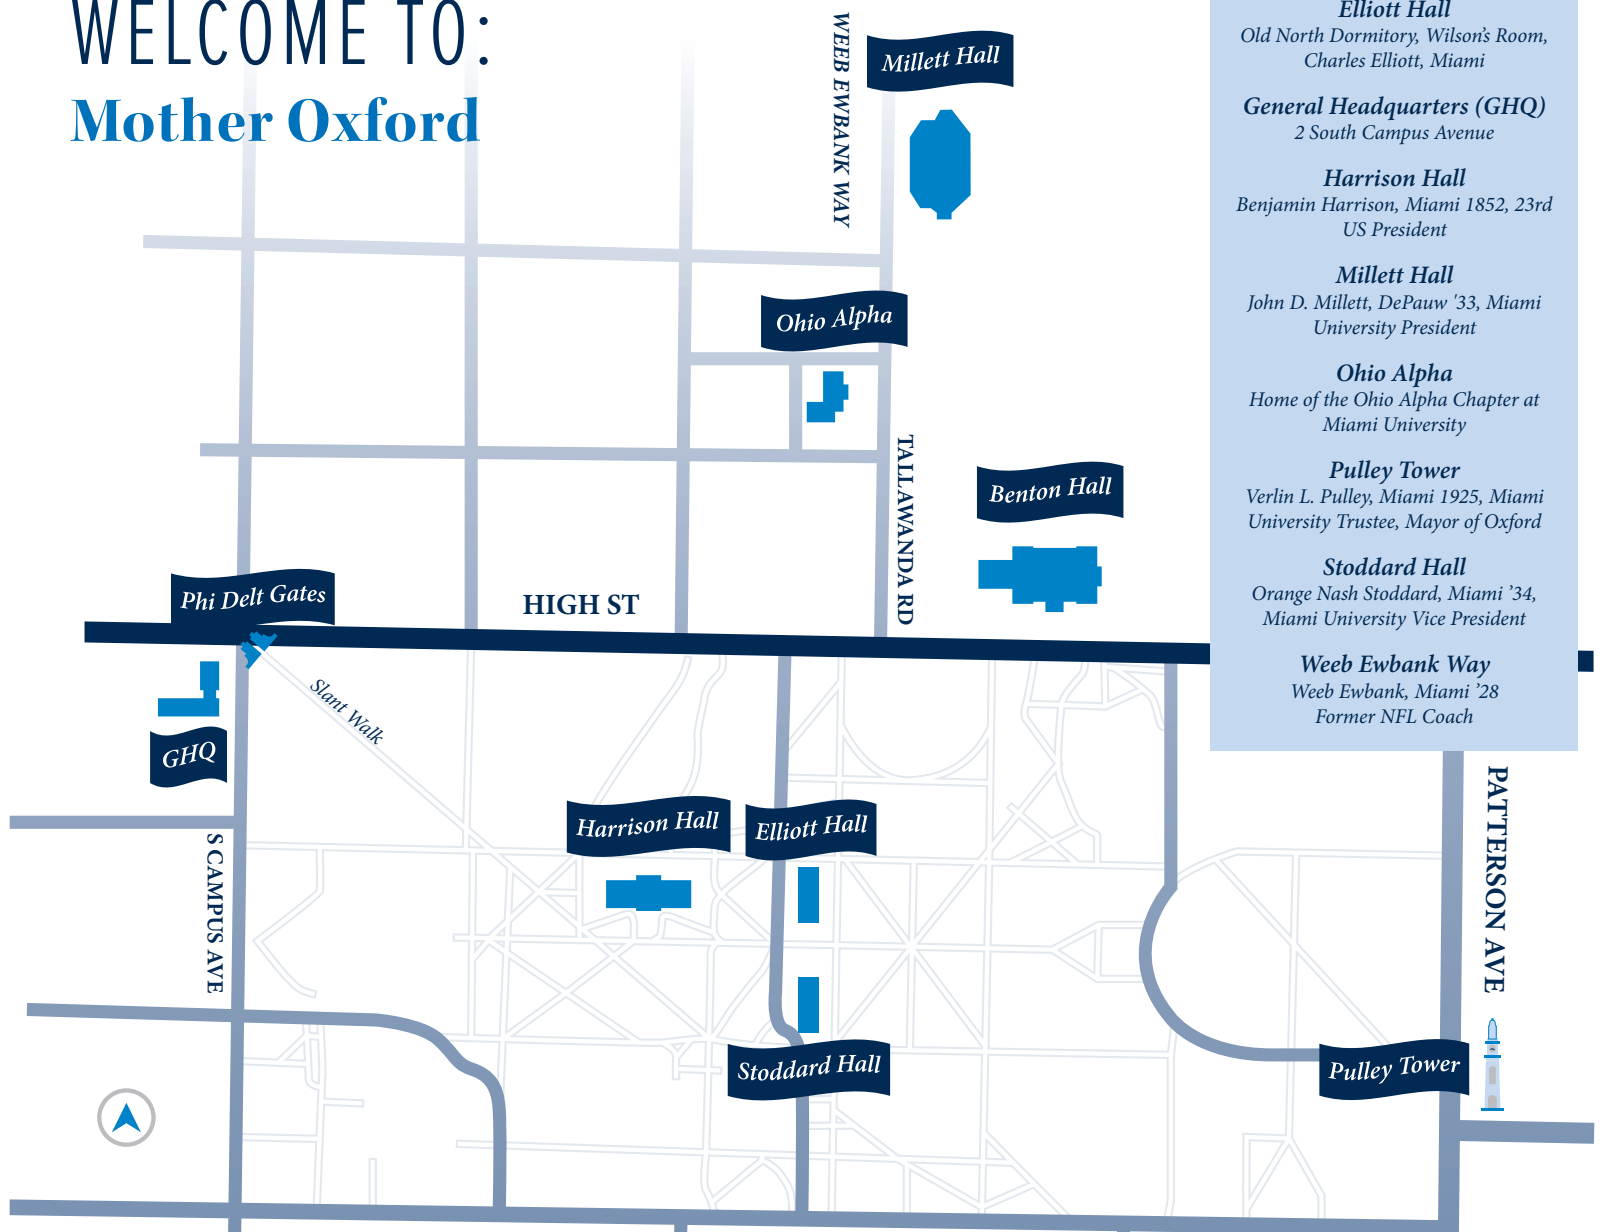 WELCOME TO:
Mother Oxford
WEEB EWBANK WAY
Millett Hall
Ohio Alpha
TALLAWANDA RD
Benton Hall
Phi Delt Gates
HIGH ST
Slant Walk
GHQ
S CAMPUS AVE
Harrison Hall
Elliott Hall
Stoddard Hall
PATTERSON AVE
Pulley Tower
Elliott Hall
Old North Dormitory, Wilson's Room,
Charles Elliott, Miami
General Headquarters (GHQ)
2 South Campus Avenue
Harrison Hall
Benjamin Harrison, Miami 1852, 23rd
US President
Millett Hall
John D. Millett, DePauw '33, Miami
University President
Ohio Alpha
Home of the Ohio Alpha Chapter at
Miami University
Pulley Tower
Verlin L. Pulley, Miami 1925, Miami
University Trustee, Mayor of Oxford
Stoddard Hall
Orange Nash Stoddard, Miami ’34,
Miami University Vice President
Weeb Ewbank Way
Weeb Ewbank, Miami ’28
Former NFL Coach